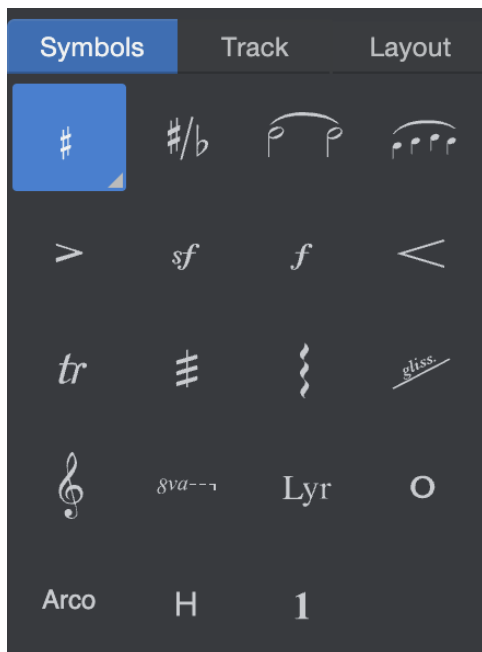 Symbols Track Layout
♯ ♯/♭
> sf f <
tr gliss.
8va---┐ Lyr O
Arco H 1